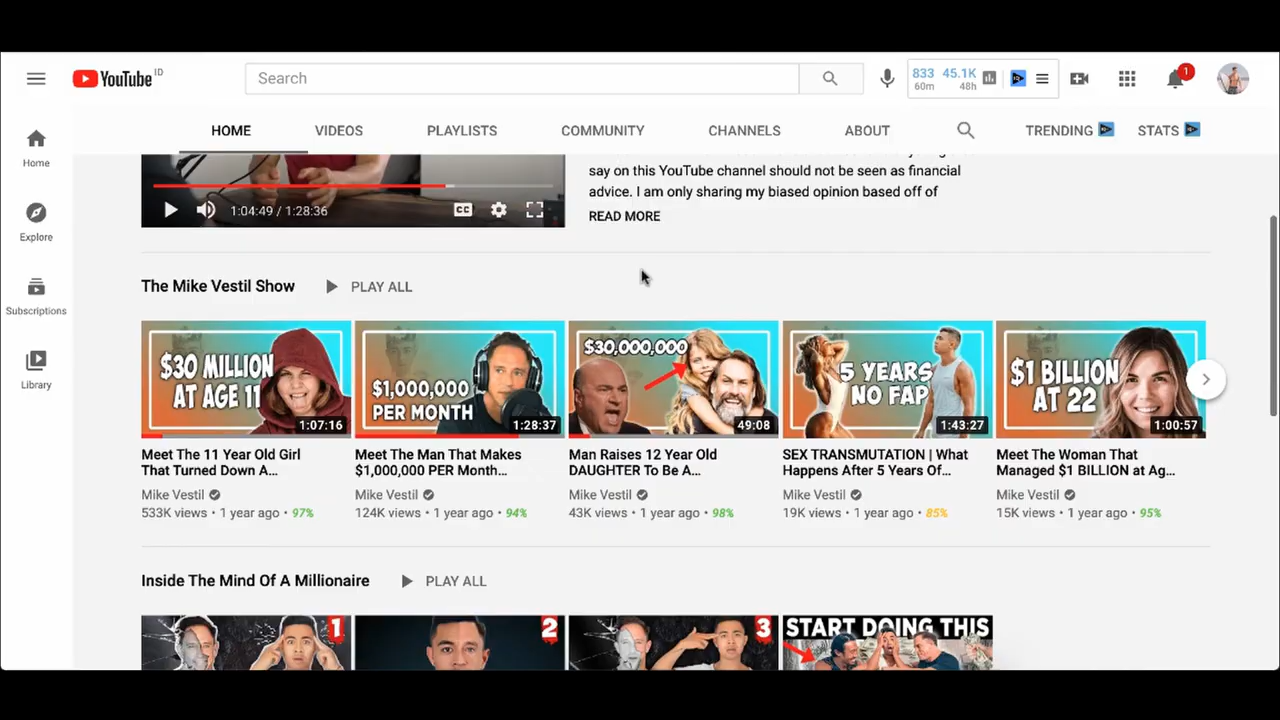 YouTube ID
Search
833 45.1K
60m 48h
1
HOME VIDEOS PLAYLISTS COMMUNITY CHANNELS ABOUT TRENDING STATS
Home
Explore
Subscriptions
Library
say on this YouTube channel should not be seen as financial
advice. I am only sharing my biased opinion based off of
READ MORE
1:04:49 / 1:28:36
CC
The Mike Vestil Show PLAY ALL
$30 MILLION
AT AGE 11
1:07:16
$1,000,000
PER MONTH
1:28:37
$30,000,000
49:08
5 YEARS
NO FAP
1:43:27
$1 BILLION
AT 22
1:00:57
Meet The 11 Year Old Girl
That Turned Down A...
Mike Vestil
533K views • 1 year ago • 97%
Meet The Man That Makes
$1,000,000 PER Month...
Mike Vestil
124K views • 1 year ago • 94%
Man Raises 12 Year Old
DAUGHTER To Be A...
Mike Vestil
43K views • 1 year ago • 98%
SEX TRANSMUTATION | What
Happens After 5 Years Of...
Mike Vestil
19K views • 1 year ago • 85%
Meet The Woman That
Managed $1 BILLION at Ag...
Mike Vestil
15K views • 1 year ago • 95%
Inside The Mind Of A Millionaire PLAY ALL
1
2
3
START DOING THIS